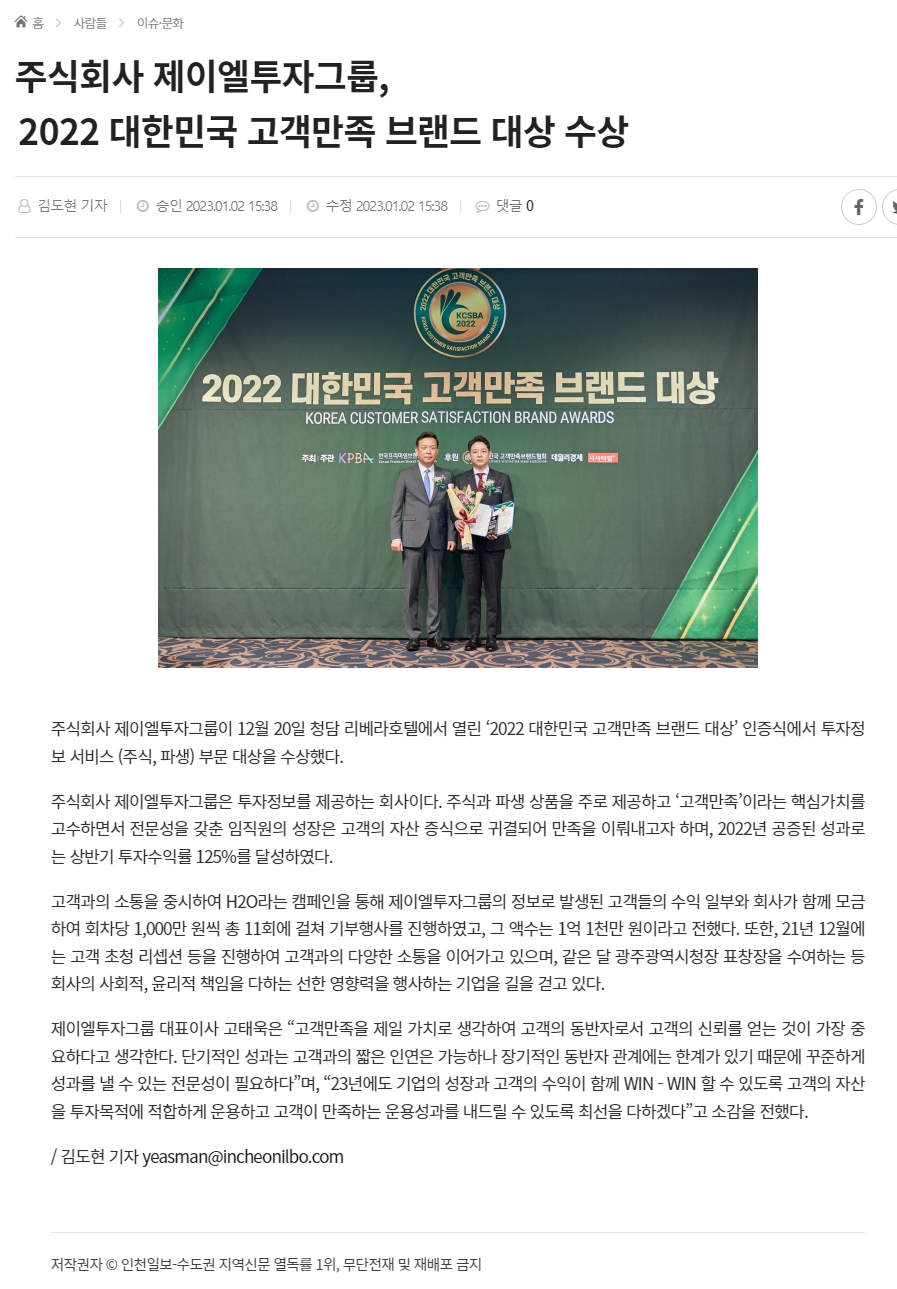 홈 > 사람들 > 이슈·문화
주식회사 제이엘투자그룹,
2022 대한민국 고객만족 브랜드 대상 수상
김도현 기자 | 승인 2023.01.02 15:38 | 수정 2023.01.02 15:38 | 댓글 0
2022 대한민국 고객만족 브랜드 대상
KCSBA
2022
KOREA CUSTOMER SATISFACTION BRAND AWARDS
2022 대한민국 고객만족 브랜드 대상
KOREA CUSTOMER SATISFACTION BRAND AWARDS
주최·주관 KPBA 한국프리미엄브랜 후원 국 고객만족브랜드협회 데일리경제 시사타임
주식회사 제이엘투자그룹이 12월 20일 청담 리베라호텔에서 열린 ‘2022 대한민국 고객만족 브랜드 대상’ 인증식에서 투자정
보 서비스 (주식, 파생) 부문 대상을 수상했다.
주식회사 제이엘투자그룹은 투자정보를 제공하는 회사이다. 주식과 파생 상품을 주로 제공하고 ‘고객만족’이라는 핵심가치를
고수하면서 전문성을 갖춘 임직원의 성장은 고객의 자산 증식으로 귀결되어 만족을 이뤄내고자 하며, 2022년 공증된 성과로
는 상반기 투자수익률 125%를 달성하였다.
고객과의 소통을 중시하여 H2O라는 캠페인을 통해 제이엘투자그룹의 정보로 발생된 고객들의 수익 일부와 회사가 함께 모금
하여 회차당 1,000만 원씩 총 11회에 걸쳐 기부행사를 진행하였고, 그 액수는 1억 1천만 원이라고 전했다. 또한, 21년 12월에
는 고객 초청 리셉션 등을 진행하여 고객과의 다양한 소통을 이어가고 있으며, 같은 달 광주광역시청장 표창장을 수여하는 등
회사의 사회적, 윤리적 책임을 다하는 선한 영향력을 행사하는 기업을 길을 걷고 있다.
제이엘투자그룹 대표이사 고태욱은 “고객만족을 제일 가치로 생각하여 고객의 동반자로서 고객의 신뢰를 얻는 것이 가장 중
요하다고 생각한다. 단기적인 성과는 고객과의 짧은 인연은 가능하나 장기적인 동반자 관계에는 한계가 있기 때문에 꾸준하게
성과를 낼 수 있는 전문성이 필요하다”며, “23년에도 기업의 성장과 고객의 수익이 함께 WIN - WIN 할 수 있도록 고객의 자산
을 투자목적에 적합하게 운용하고 고객이 만족하는 운용성과를 내드릴 수 있도록 최선을 다하겠다”고 소감을 전했다.
/ 김도현 기자 yeasman@incheonilbo.com
저작권자 © 인천일보-수도권 지역신문 열독률 1위, 무단전재 및 재배포 금지